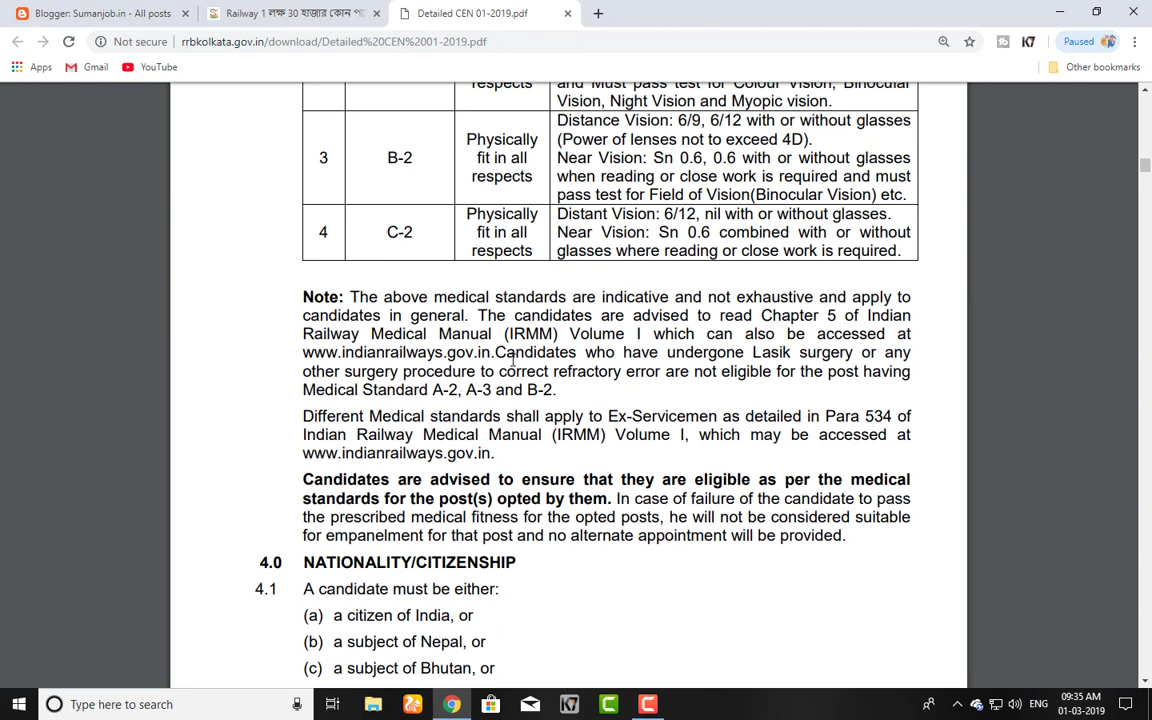 Blogger: Sumanjob.in - All posts
Railway 1 লক্ষ 30 হাজার কোন প
Detailed CEN 01-2019.pdf
Not secure
rrbkolkata.gov.in/download/Detailed%20CEN%2001-2019.pdf
Paused
Apps
Gmail
YouTube
Other bookmarks
respects
and Must pass test for Colour Vision, Binocular
Vision, Night Vision and Myopic vision.
3
B-2
Physically
fit in all
respects
Distance Vision: 6/9, 6/12 with or without glasses
(Power of lenses not to exceed 4D).
Near Vision: Sn 0.6, 0.6 with or without glasses
when reading or close work is required and must
pass test for Field of Vision(Binocular Vision) etc.
4
C-2
Physically
fit in all
respects
Distant Vision: 6/12, nil with or without glasses.
Near Vision: Sn 0.6 combined with or without
glasses where reading or close work is required.
Note: The above medical standards are indicative and not exhaustive and apply to
candidates in general. The candidates are advised to read Chapter 5 of Indian
Railway Medical Manual (IRMM) Volume I which can also be accessed at
www.indianrailways.gov.in.Candidates who have undergone Lasik surgery or any
other surgery procedure to correct refractory error are not eligible for the post having
Medical Standard A-2, A-3 and B-2.
Different Medical standards shall apply to Ex-Servicemen as detailed in Para 534 of
Indian Railway Medical Manual (IRMM) Volume I, which may be accessed at
www.indianrailways.gov.in.
Candidates are advised to ensure that they are eligible as per the medical
standards for the post(s) opted by them. In case of failure of the candidate to pass
the prescribed medical fitness for the opted posts, he will not be considered suitable
for empanelment for that post and no alternate appointment will be provided.
4.0 NATIONALITY/CITIZENSHIP
4.1 A candidate must be either:
(a) a citizen of India, or
(b) a subject of Nepal, or
(c) a subject of Bhutan, or
Type here to search
K7
ENG
09:35 AM
01-03-2019